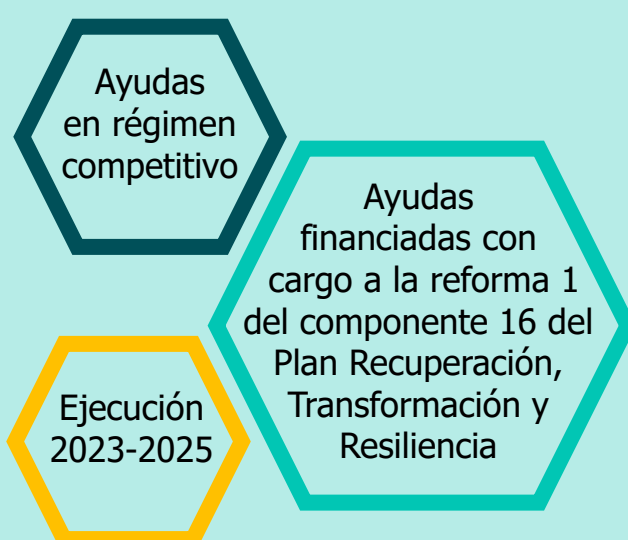 Ayudas
en régimen
competitivo
Ayudas
financiadas con
cargo a la reforma 1
del componente 16 del
Plan Recuperación,
Transformación y
Resiliencia
Ejecución
2023-2025